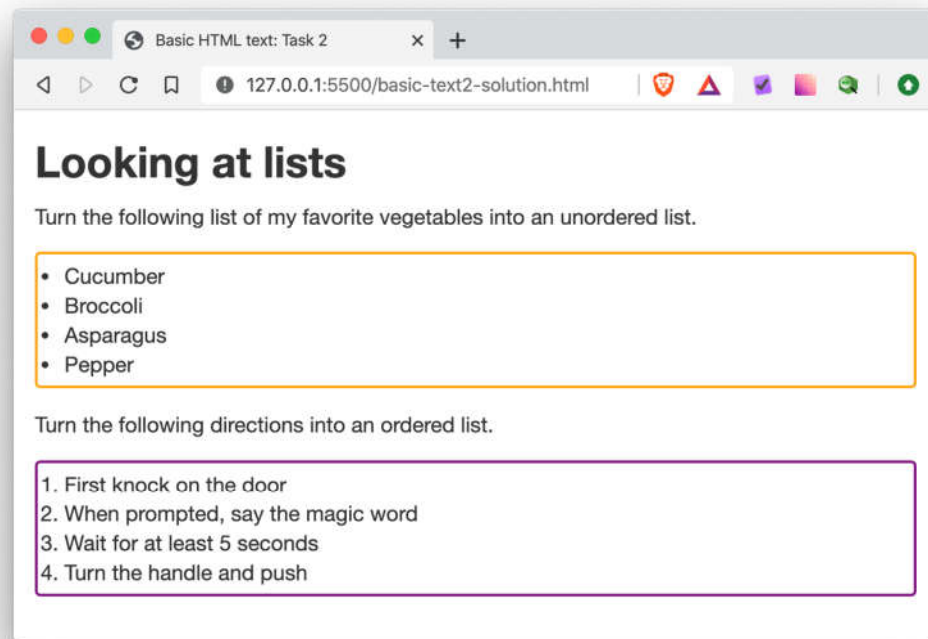 Basic HTML text: Task 2
127.0.0.1:5500/basic-text2-solution.html
Looking at lists
Turn the following list of my favorite vegetables into an unordered list.
• Cucumber
• Broccoli
• Asparagus
• Pepper
Turn the following directions into an ordered list.
1. First knock on the door
2. When prompted, say the magic word
3. Wait for at least 5 seconds
4. Turn the handle and push